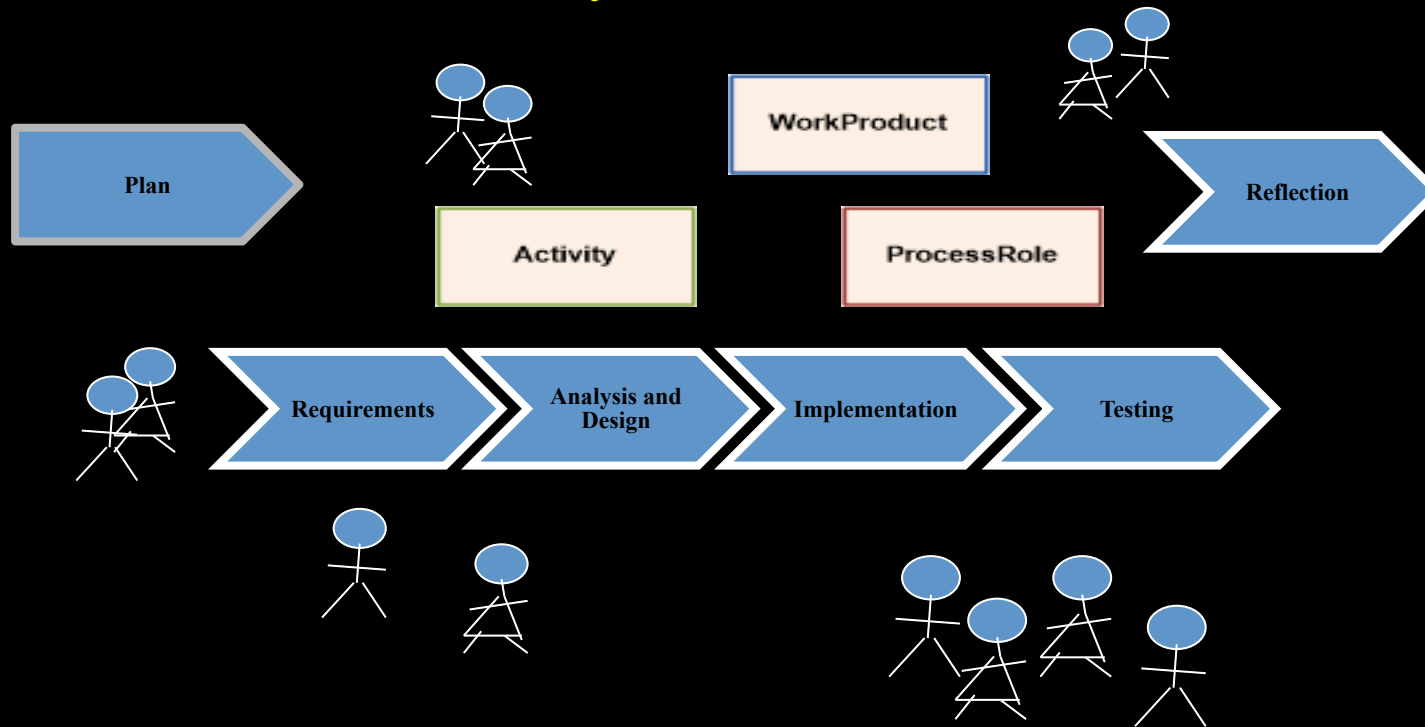 WorkProduct
Plan
Reflection
Activity
ProcessRole
Requirements
Analysis and
Design
Implementation
Testing